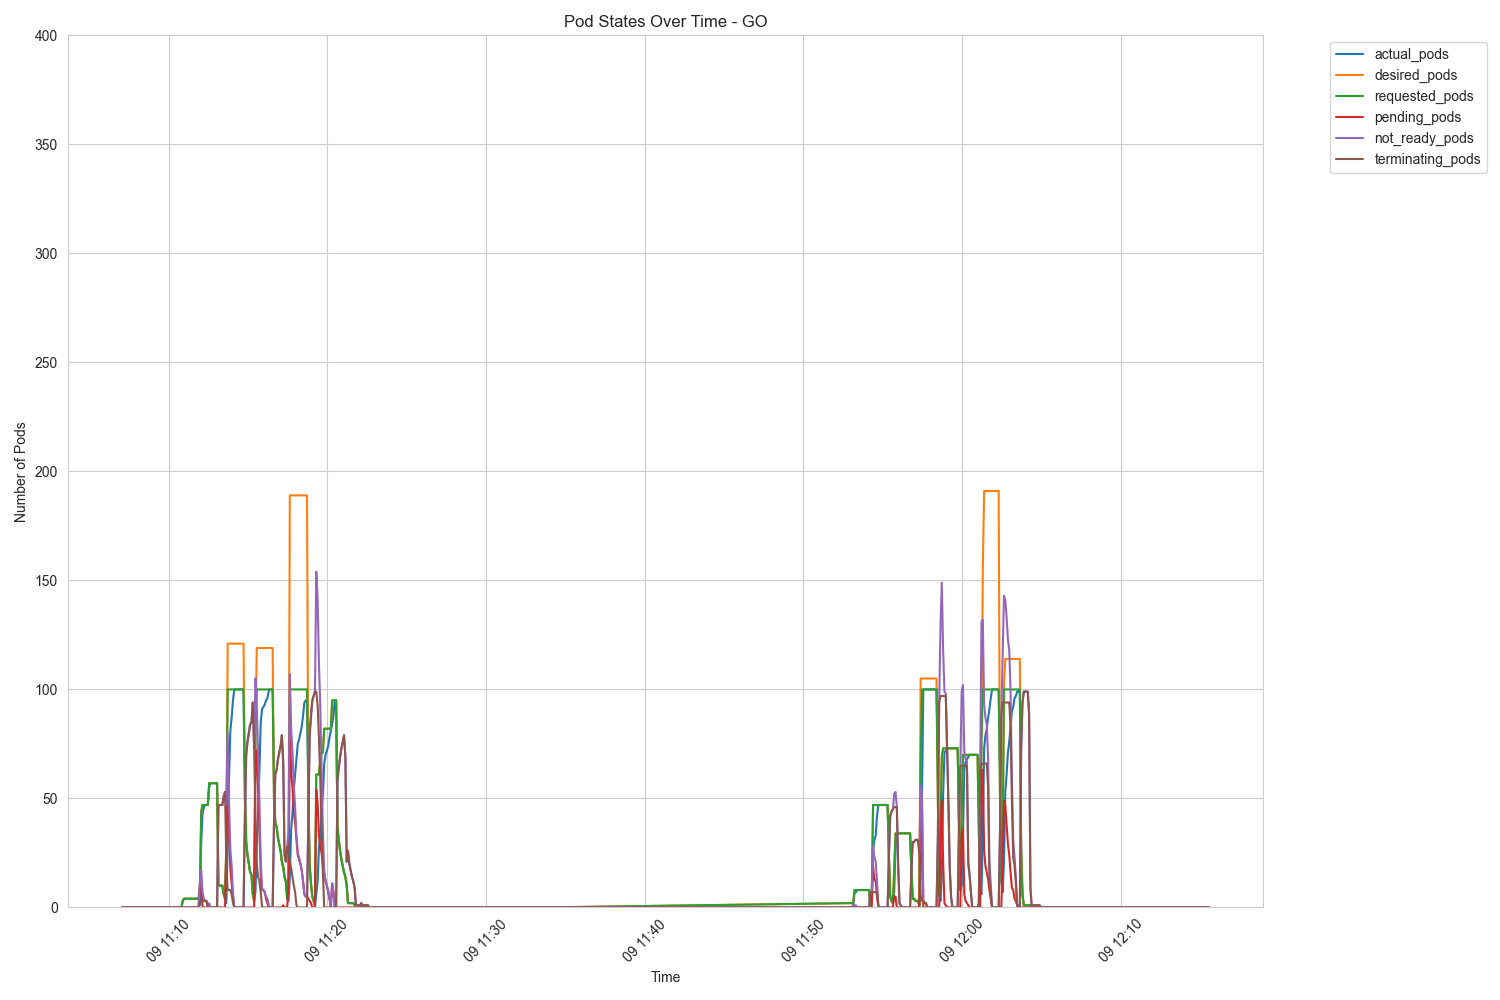 Pod States Over Time - GO
400
350
300
250
200
150
100
50
0
Number of Pods
09 11:10
09 11:20
09 11:30
09 11:40
09 11:50
09 12:00
09 12:10
Time
actual_pods
desired_pods
requested_pods
pending_pods
not_ready_pods
terminating_pods